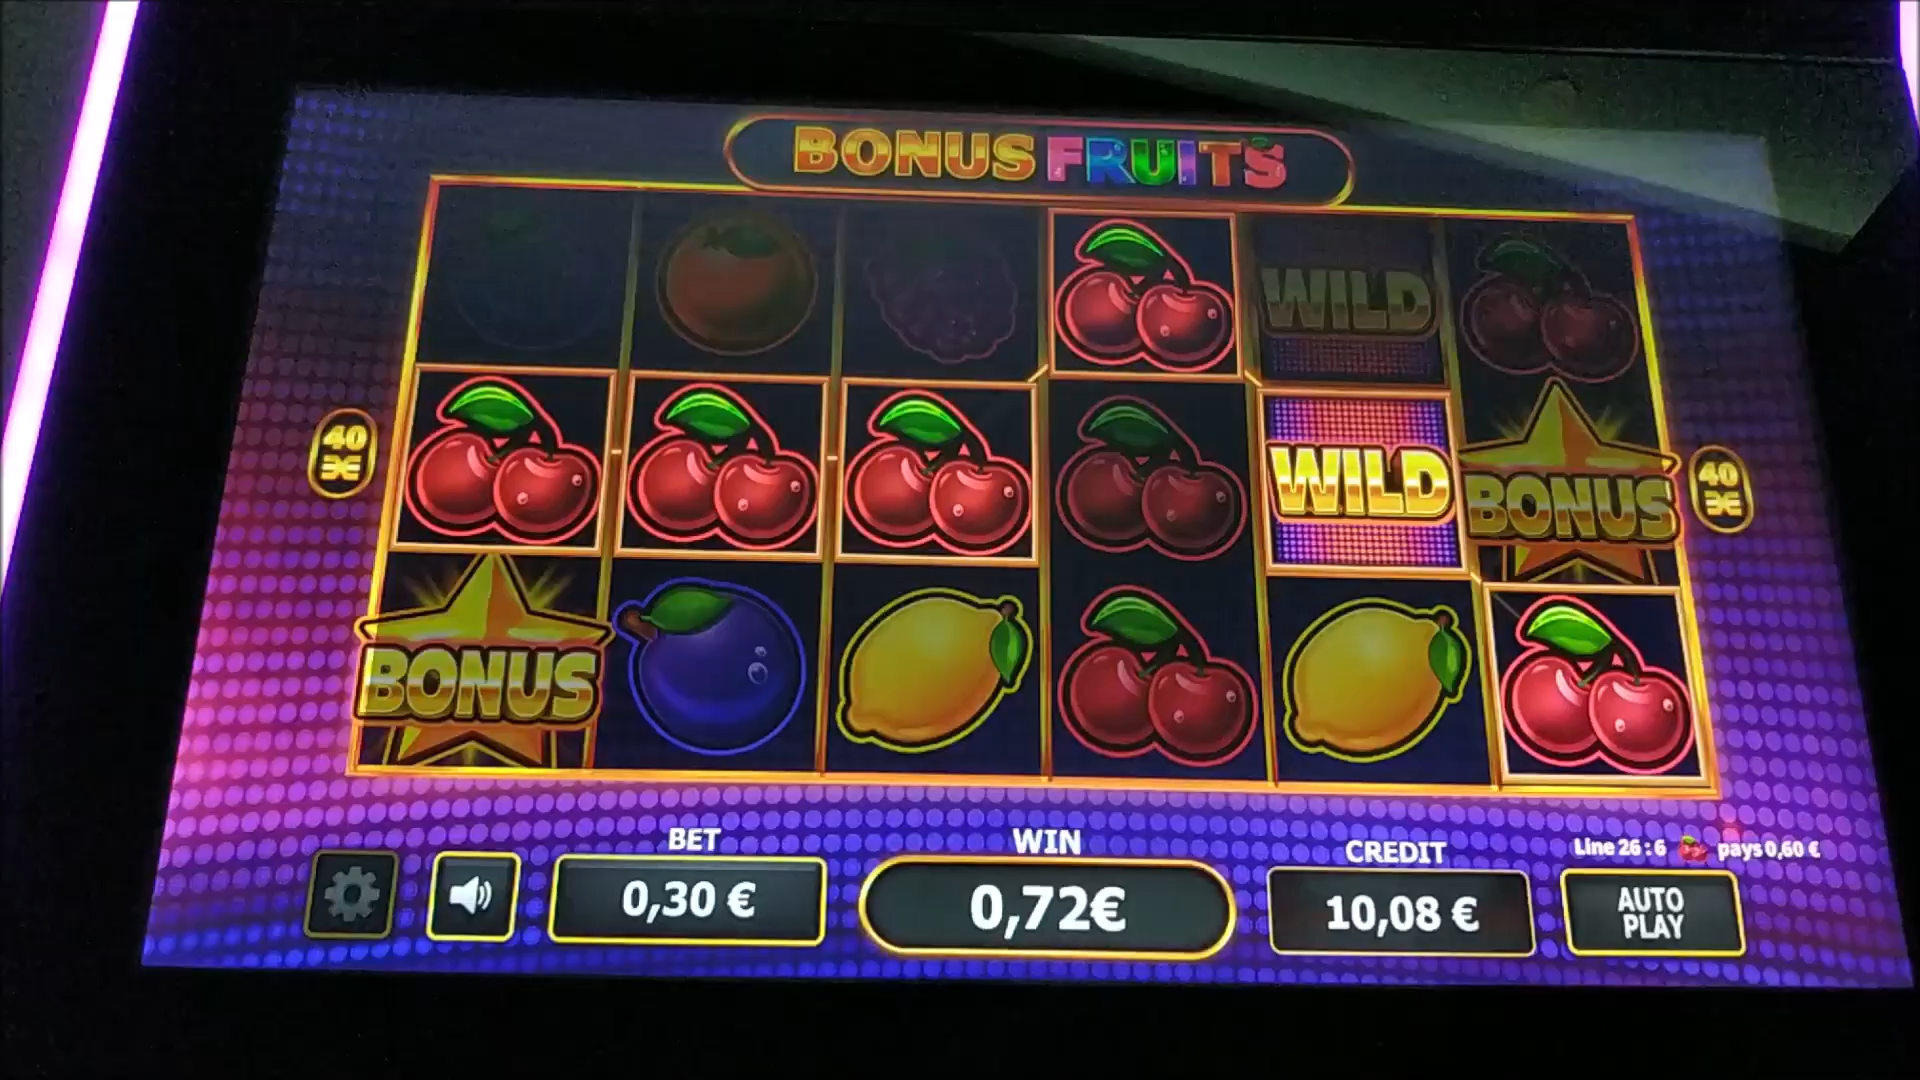 BONUS FRUITS
WILD
40
WILD
BONUS
40
BONUS
BET
WIN
CREDIT
Line 26 : 6 pays 0,60 €
0,30 €
0,72€
10,08 €
AUTO
PLAY